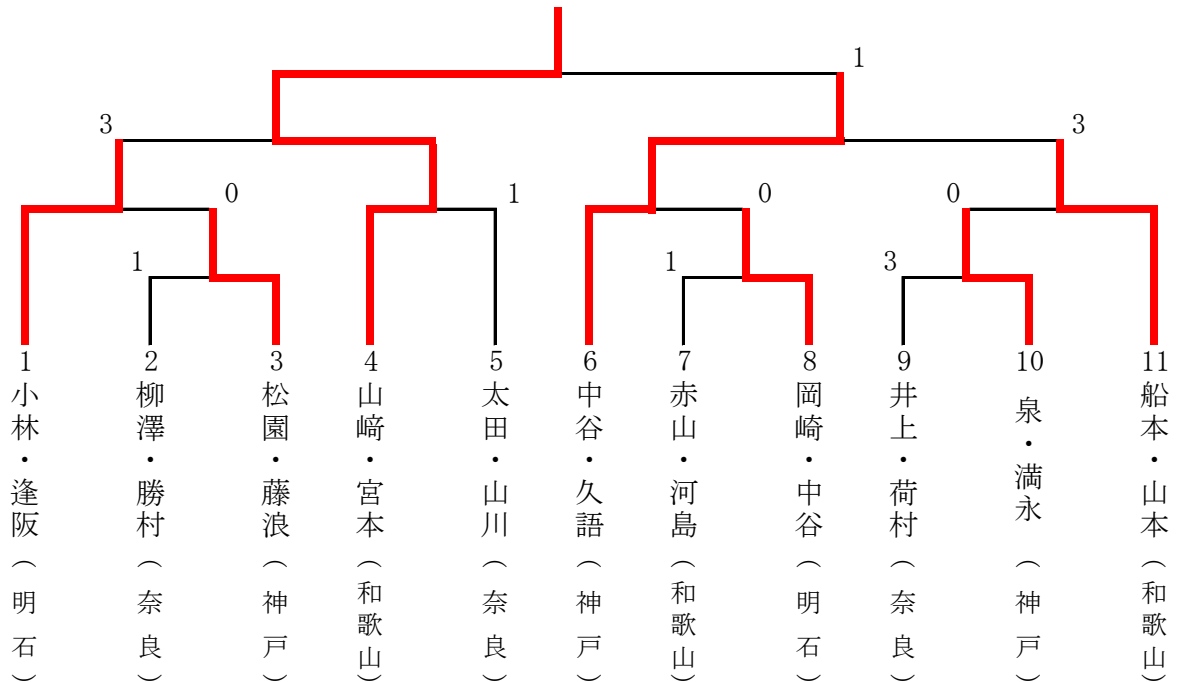 1
3
3
0
1
0
0
1
1
3
1
小林・逢阪（明石）
2
柳澤・勝村（奈良）
3
松園・藤浪（神戸）
4
山﨑・宮本（和歌山）
5
太田・山川（奈良）
6
中谷・久語（神戸）
7
赤山・河島（和歌山）
8
岡崎・中谷（明石）
9
井上・荷村（奈良）
10
泉・満永（神戸）
11
船本・山本（和歌山）